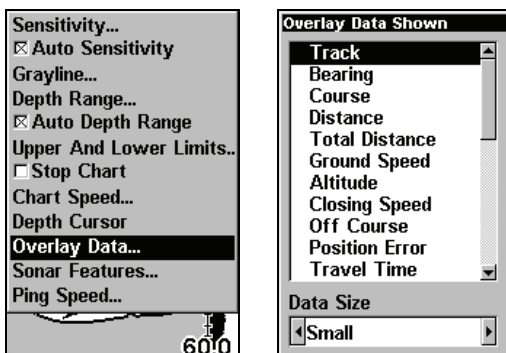 Sensitivity...
Auto Sensitivity
Grayline...
Depth Range...
Auto Depth Range
Upper And Lower Limits..
Stop Chart
Chart Speed...
Depth Cursor
Overlay Data...
Sonar Features...
Ping Speed...
60.0
Overlay Data Shown
Track
Bearing
Course
Distance
Total Distance
Ground Speed
Altitude
Closing Speed
Off Course
Position Error
Travel Time
Data Size
Small